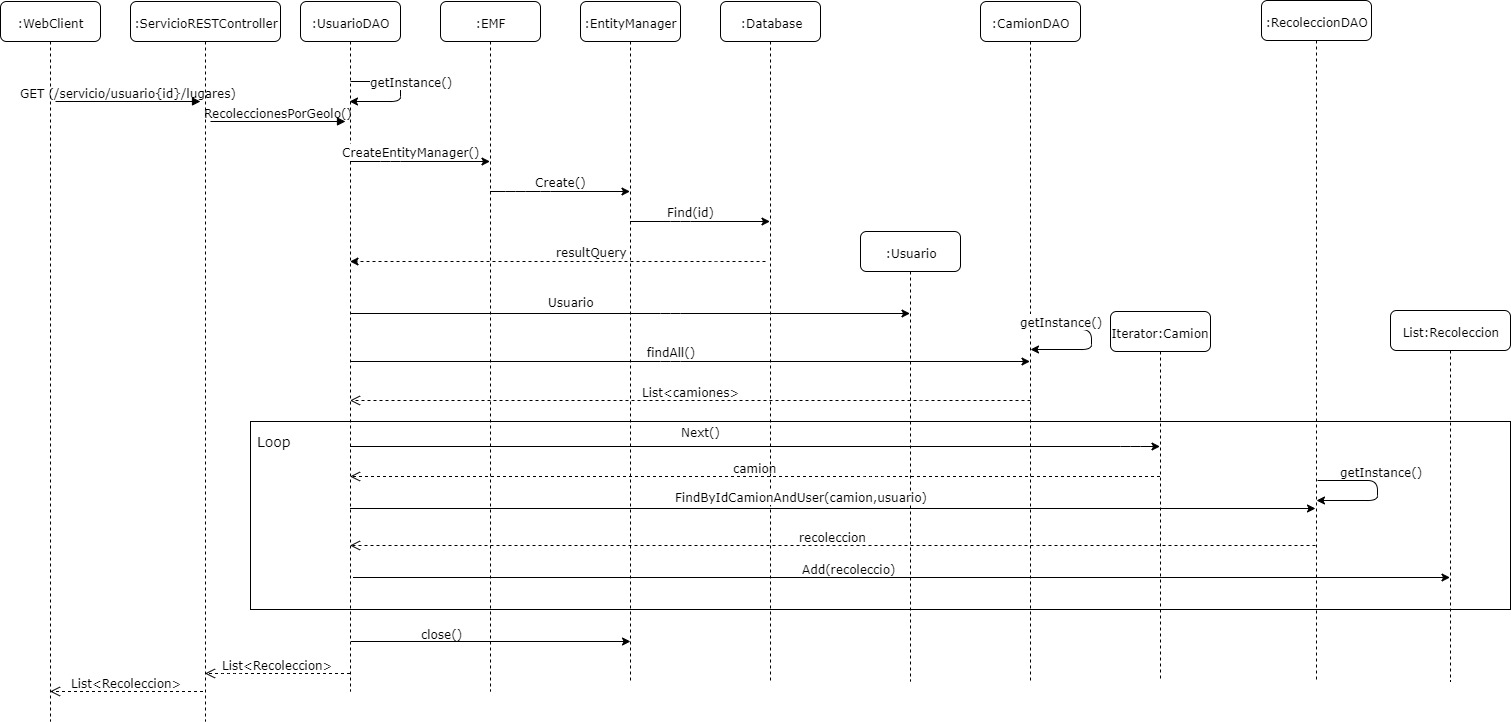 :WebClient
:ServicioRESTController
:UsuarioDAO
:EMF
:EntityManager
:Database
:CamionDAO
:RecoleccionDAO
getInstance()
GET (/servicio/usuario{id}/lugares)
RecoleccionesPorGeolo()
CreateEntityManager()
Create()
Find(id)
resultQuery
:Usuario
Usuario
getInstance()
Iterator:Camion
List:Recoleccion
findAll()
List<camiones>
Loop
Next()
camion
getInstance()
FindByIdCamionAndUser(camion,usuario)
recoleccion
Add(recoleccio)
close()
List<Recoleccion>
List<Recoleccion>